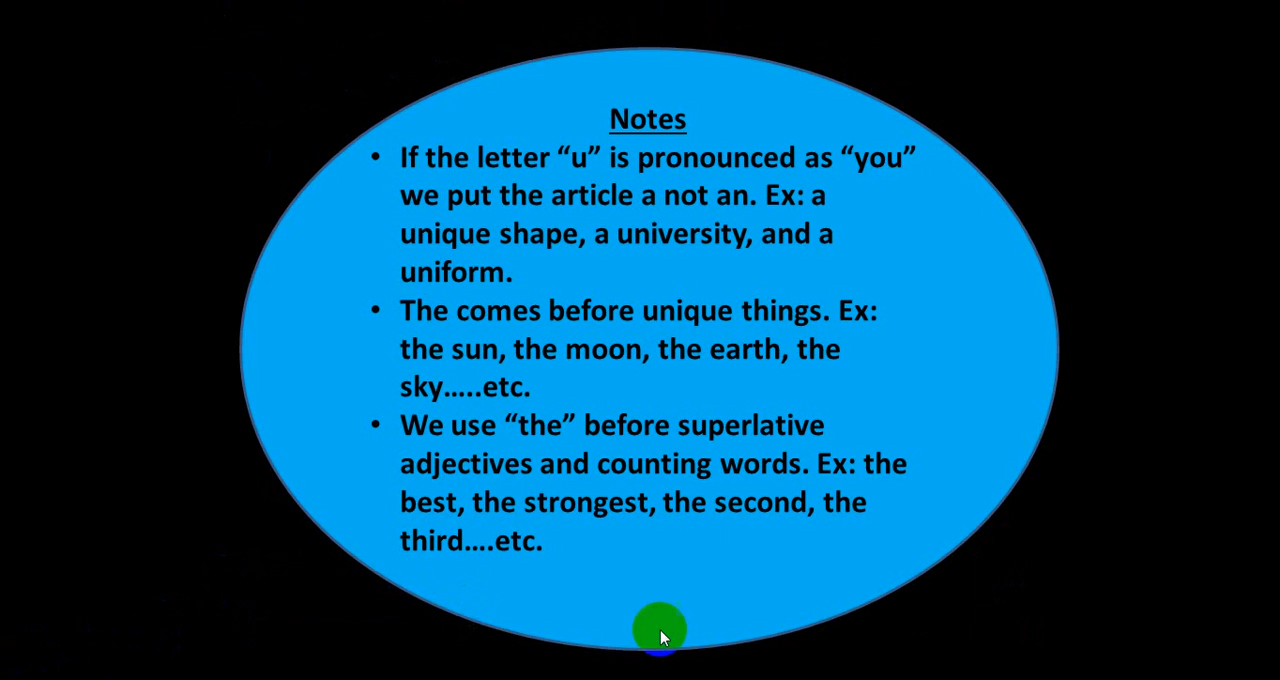 Notes
• If the letter “u” is pronounced as “you”
we put the article a not an. Ex: a
unique shape, a university, and a
uniform.
• The comes before unique things. Ex:
the sun, the moon, the earth, the
sky…..etc.
• We use “the” before superlative
adjectives and counting words. Ex: the
best, the strongest, the second, the
third….etc.